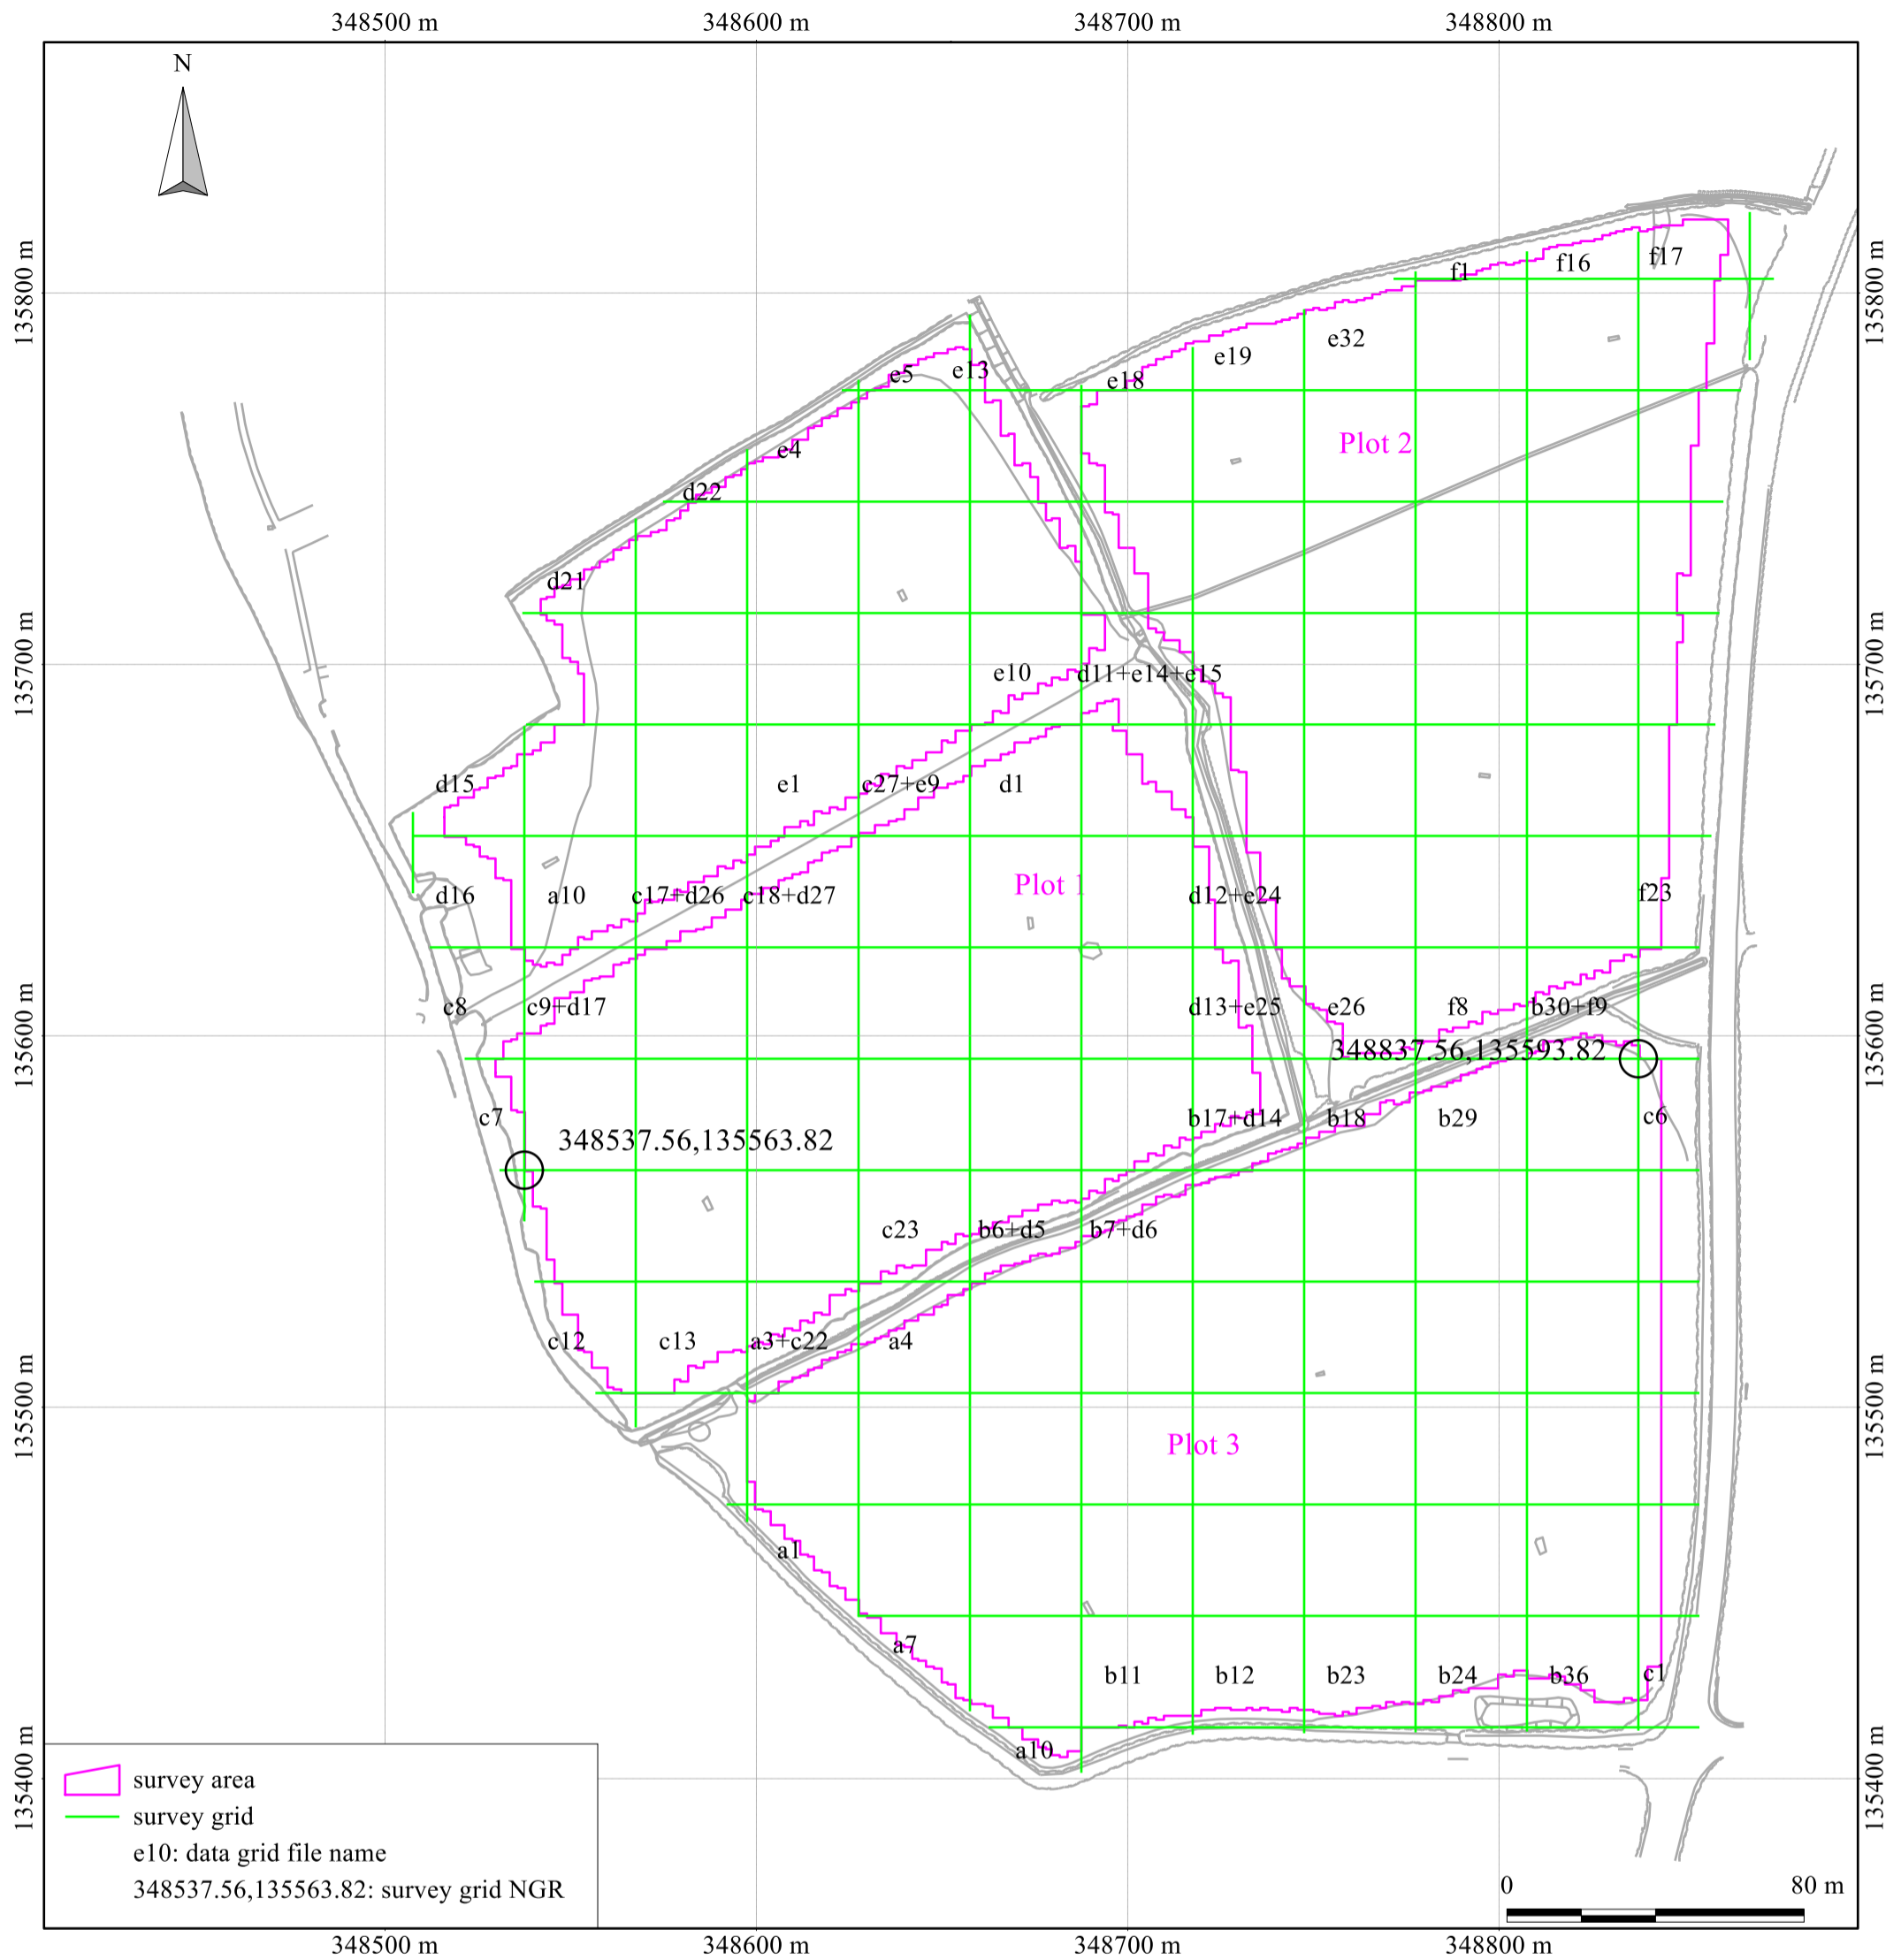 348500 m 348600 m 348700 m 348800 m
N
135800 m 135800 m
f17
f16
f1
e32
e19
e13
e5
e18
Plot 2
e4
d22
d21
135700 m 135700 m
e10 d11+e14+e15
d15 e1 c27+e9 d1
Plot 1
d16 a10 c17+d26 c18+d27 d12+e24 f23
135600 m 135600 m
c8 c9+d17 d13+e25 e26 f8 b30+f9
348837.56,135593.82
c7 b17+d14 b18 b29 c6
348537.56,135563.82
c23 b6+d5 b7+d6
c12 c13 a3+c22 a4
135500 m 135500 m
Plot 3
a1
a7
b11 b12 b23 b24 b36 c1
a10
135400 m 135400 m
survey area
survey grid
e10: data grid file name
348537.56,135563.82: survey grid NGR
0 80 m
348500 m 348600 m 348700 m 348800 m